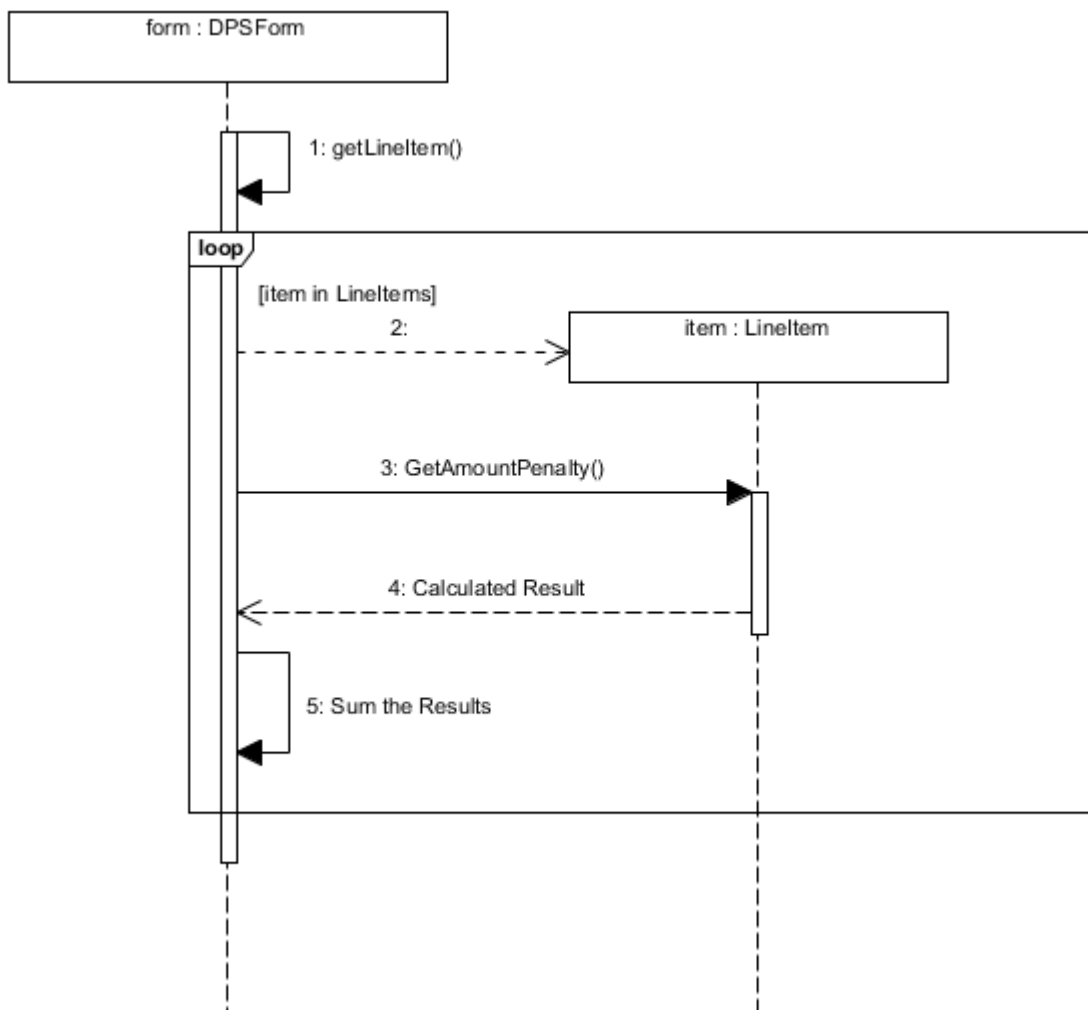 form : DPSForm
1: getLineItem()
loop
[item in LineItems]
2:
item : LineItem
3: GetAmountPenalty()
4: Calculated Result
5: Sum the Results